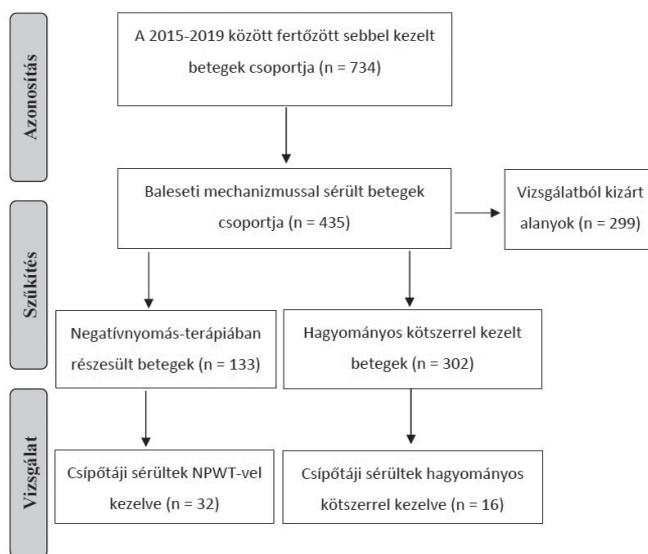 Azonosítás
A 2015-2019 között fertőzött sebbel kezelt
betegek csoportja (n = 734)
Baleseti mechanizmussal sérült betegek
csoportja (n = 435)
Vizsgálatból kizárt
alanyok (n = 299)
Szűkítés
Negatívnyomás-terápiában
részesült betegek (n = 133)
Hagyományos kötszerrel kezelt
betegek (n = 302)
Vizsgálat
Csípőtáji sérültek NPWT-vel
kezelve (n = 32)
Csípőtáji sérültek hagyományos
kötszerrel kezelve (n = 16)